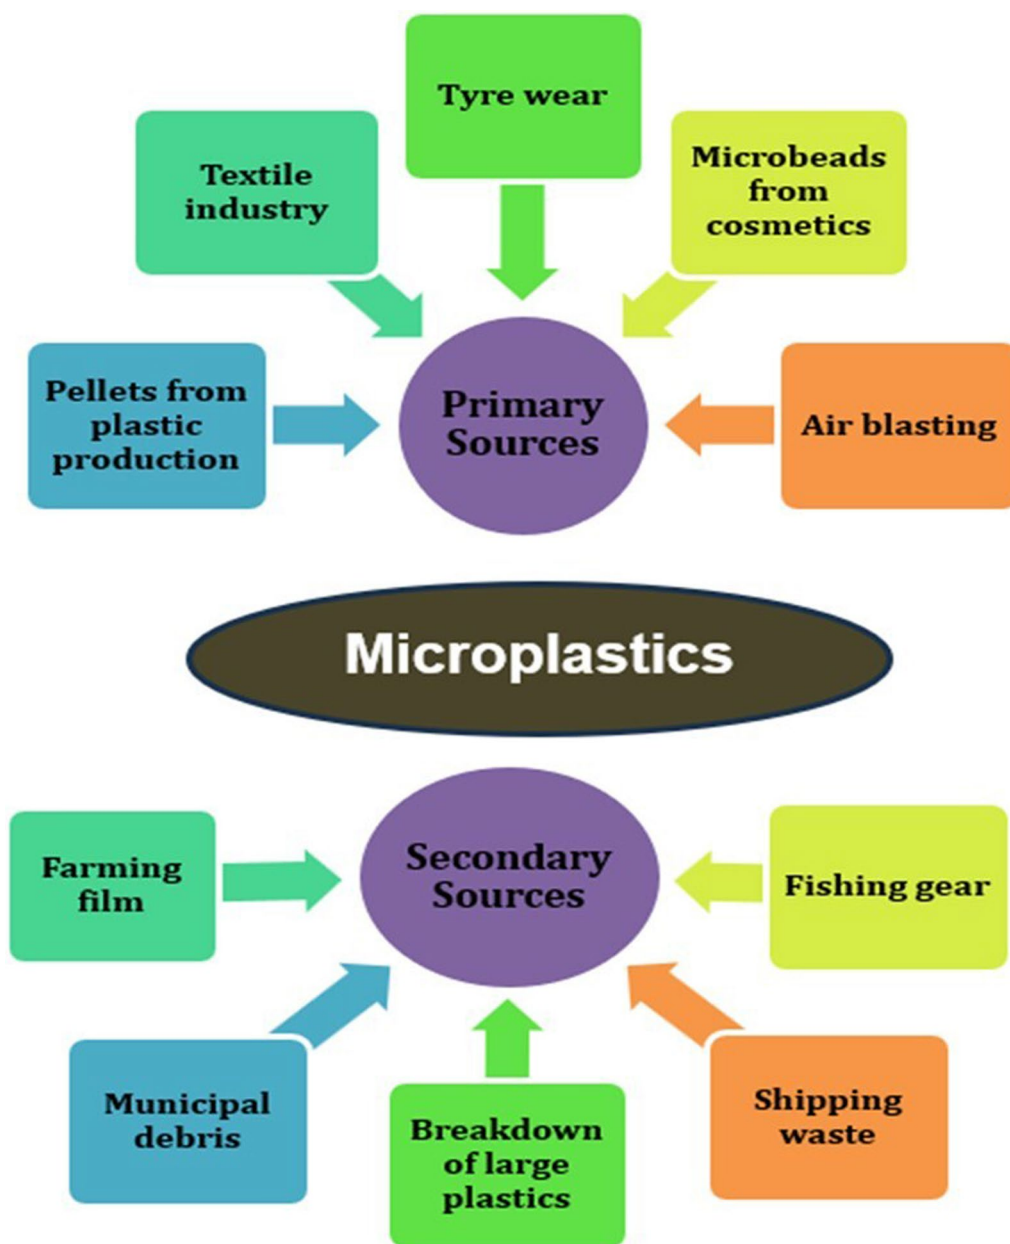 Tyre wear
Textile
industry
Microbeads
from
cosmetics
Pellets from
plastic
production
Primary
Sources
Air blasting
Microplastics
Farming
film
Secondary
Sources
Fishing gear
Municipal
debris
Breakdown
of large
plastics
Shipping
waste